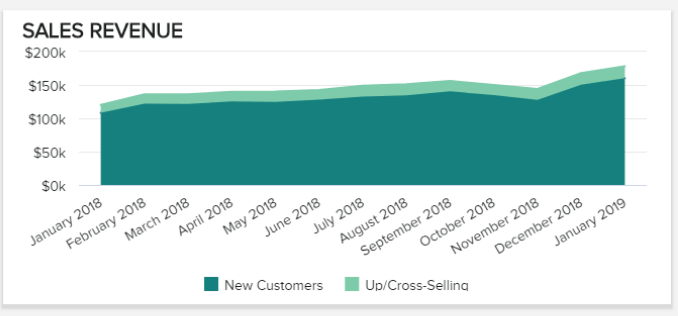 SALES REVENUE
$200k
$150k
$100k
$50k
$0k
January 2018
February 2018
March 2018
April 2018
May 2018
June 2018
July 2018
August 2018
September 2018
October 2018
November 2018
December 2018
January 2019
New Customers
Up/Cross-Selling